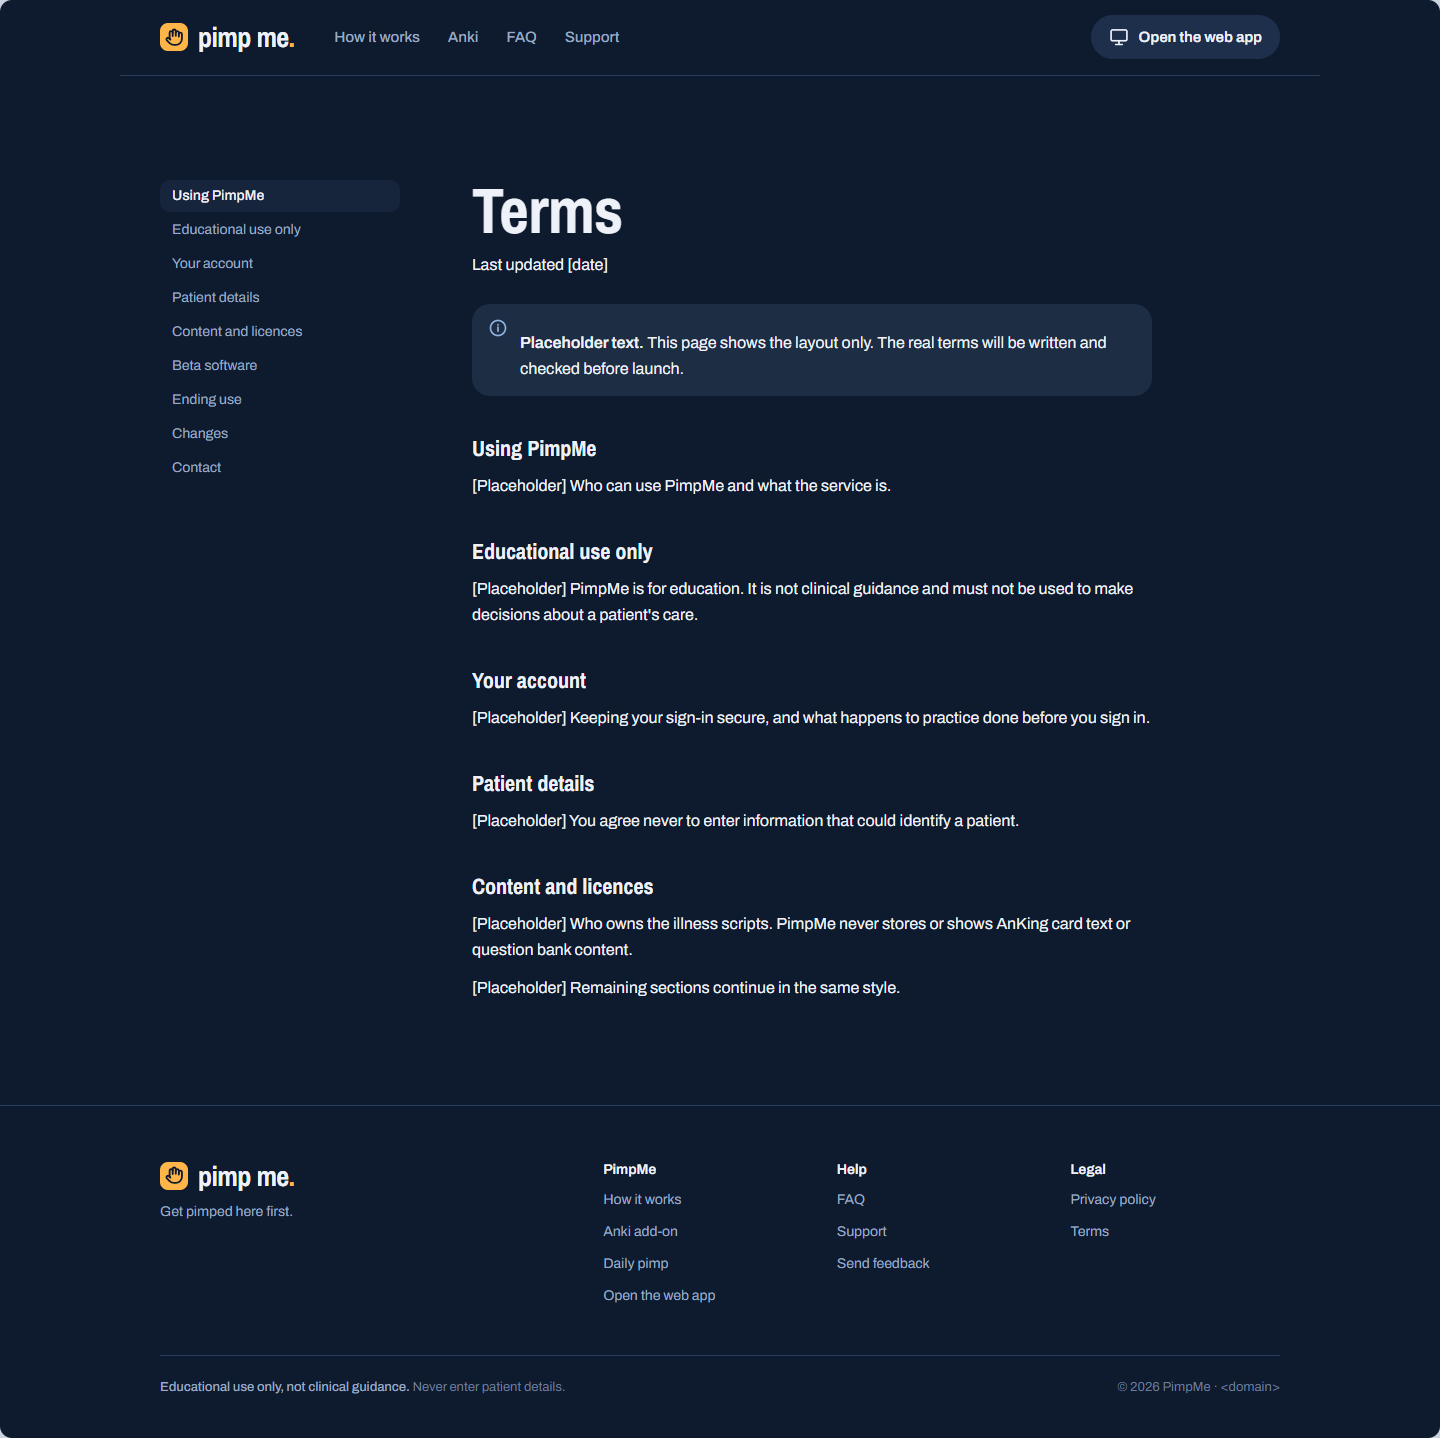 pimp me.
How it works
Anki
FAQ
Support
Open the web app
Using PimpMe
Educational use only
Your account
Patient details
Content and licences
Beta software
Ending use
Changes
Contact
Terms
Last updated [date]
Placeholder text. This page shows the layout only. The real terms will be written and
checked before launch.
Using PimpMe
[Placeholder] Who can use PimpMe and what the service is.
Educational use only
[Placeholder] PimpMe is for education. It is not clinical guidance and must not be used to make
decisions about a patient's care.
Your account
[Placeholder] Keeping your sign-in secure, and what happens to practice done before you sign in.
Patient details
[Placeholder] You agree never to enter information that could identify a patient.
Content and licences
[Placeholder] Who owns the illness scripts. PimpMe never stores or shows AnKing card text or
question bank content.
[Placeholder] Remaining sections continue in the same style.
pimp me.
Get pimped here first.
PimpMe
How it works
Anki add-on
Daily pimp
Open the web app
Help
FAQ
Support
Send feedback
Legal
Privacy policy
Terms
Educational use only, not clinical guidance. Never enter patient details.
© 2026 PimpMe · <domain>